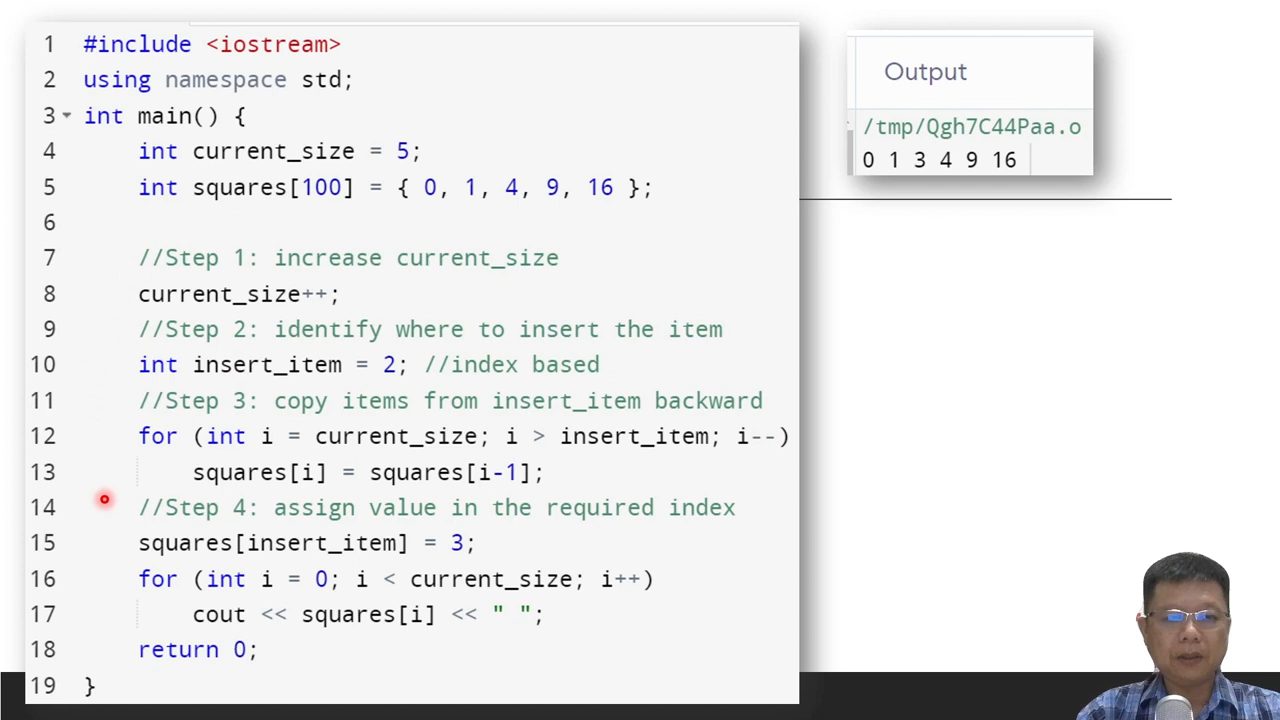 1 #include <iostream>
2 using namespace std;
3 int main() {
4 int current_size = 5;
5 int squares[100] = { 0, 1, 4, 9, 16 };
6
7 //Step 1: increase current_size
8 current_size++;
9 //Step 2: identify where to insert the item
10 int insert_item = 2; //index based
11 //Step 3: copy items from insert_item backward
12 for (int i = current_size; i > insert_item; i--)
13 squares[i] = squares[i-1];
14 //Step 4: assign value in the required index
15 squares[insert_item] = 3;
16 for (int i = 0; i < current_size; i++)
17 cout << squares[i] << " ";
18 return 0;
19 }
Output
/tmp/Qgh7C44Paa.o
0 1 3 4 9 16